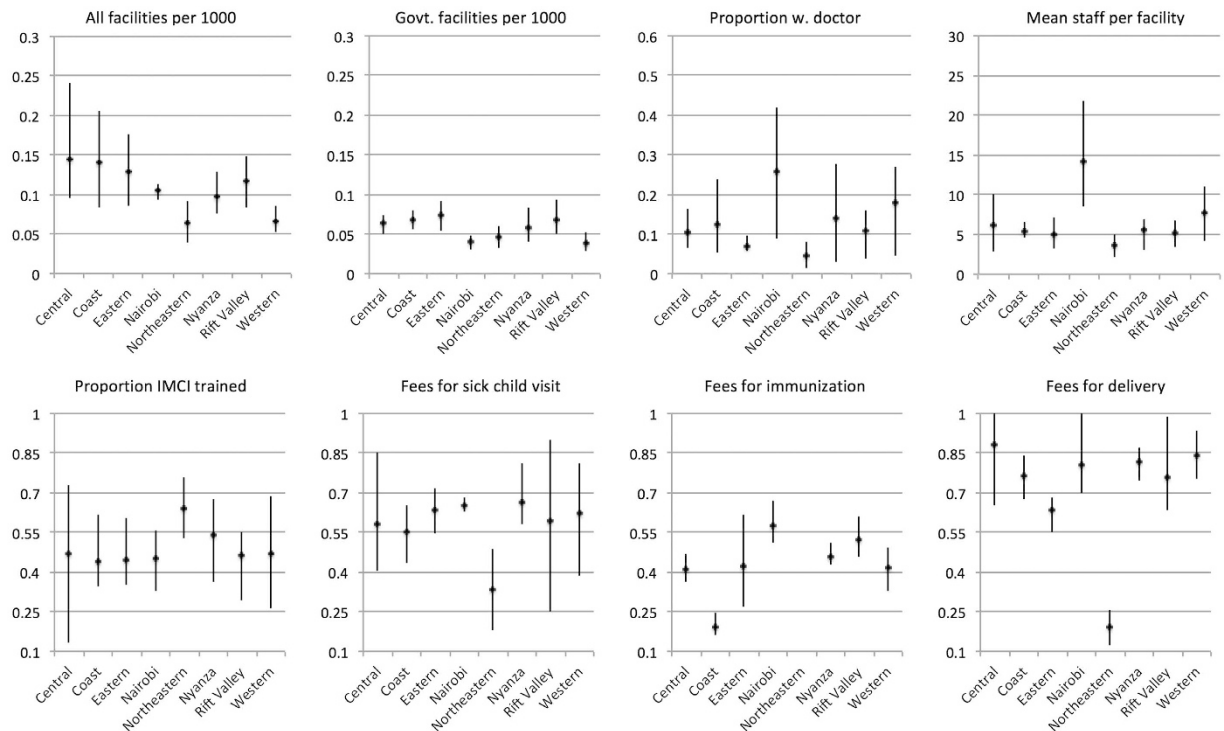 All facilities per 1000
0.3
0.25
0.2
0.15
0.1
0.05
0
Central
Coast
Eastern
Nairobi
Northeastern
Nyanza
Rift Valley
Western
Govt. facilities per 1000
0.3
0.25
0.2
0.15
0.1
0.05
0
Central
Coast
Eastern
Nairobi
Northeastern
Nyanza
Rift Valley
Western
Proportion w. doctor
0.6
0.5
0.4
0.3
0.2
0.1
0
Central
Coast
Eastern
Nairobi
Northeastern
Nyanza
Rift Valley
Western
Mean staff per facility
30
25
20
15
10
5
0
Central
Coast
Eastern
Nairobi
Northeastern
Nyanza
Rift Valley
Western
Proportion IMCI trained
1
0.85
0.7
0.55
0.4
0.25
0.1
Central
Coast
Eastern
Nairobi
Northeastern
Nyanza
Rift Valley
Western
Fees for sick child visit
1
0.85
0.7
0.55
0.4
0.25
0.1
Central
Coast
Eastern
Nairobi
Northeastern
Nyanza
Rift Valley
Western
Fees for immunization
1
0.85
0.7
0.55
0.4
0.25
0.1
Central
Coast
Eastern
Nairobi
Northeastern
Nyanza
Rift Valley
Western
Fees for delivery
1
0.85
0.7
0.55
0.4
0.25
0.1
Central
Coast
Eastern
Nairobi
Northeastern
Nyanza
Rift Valley
Western